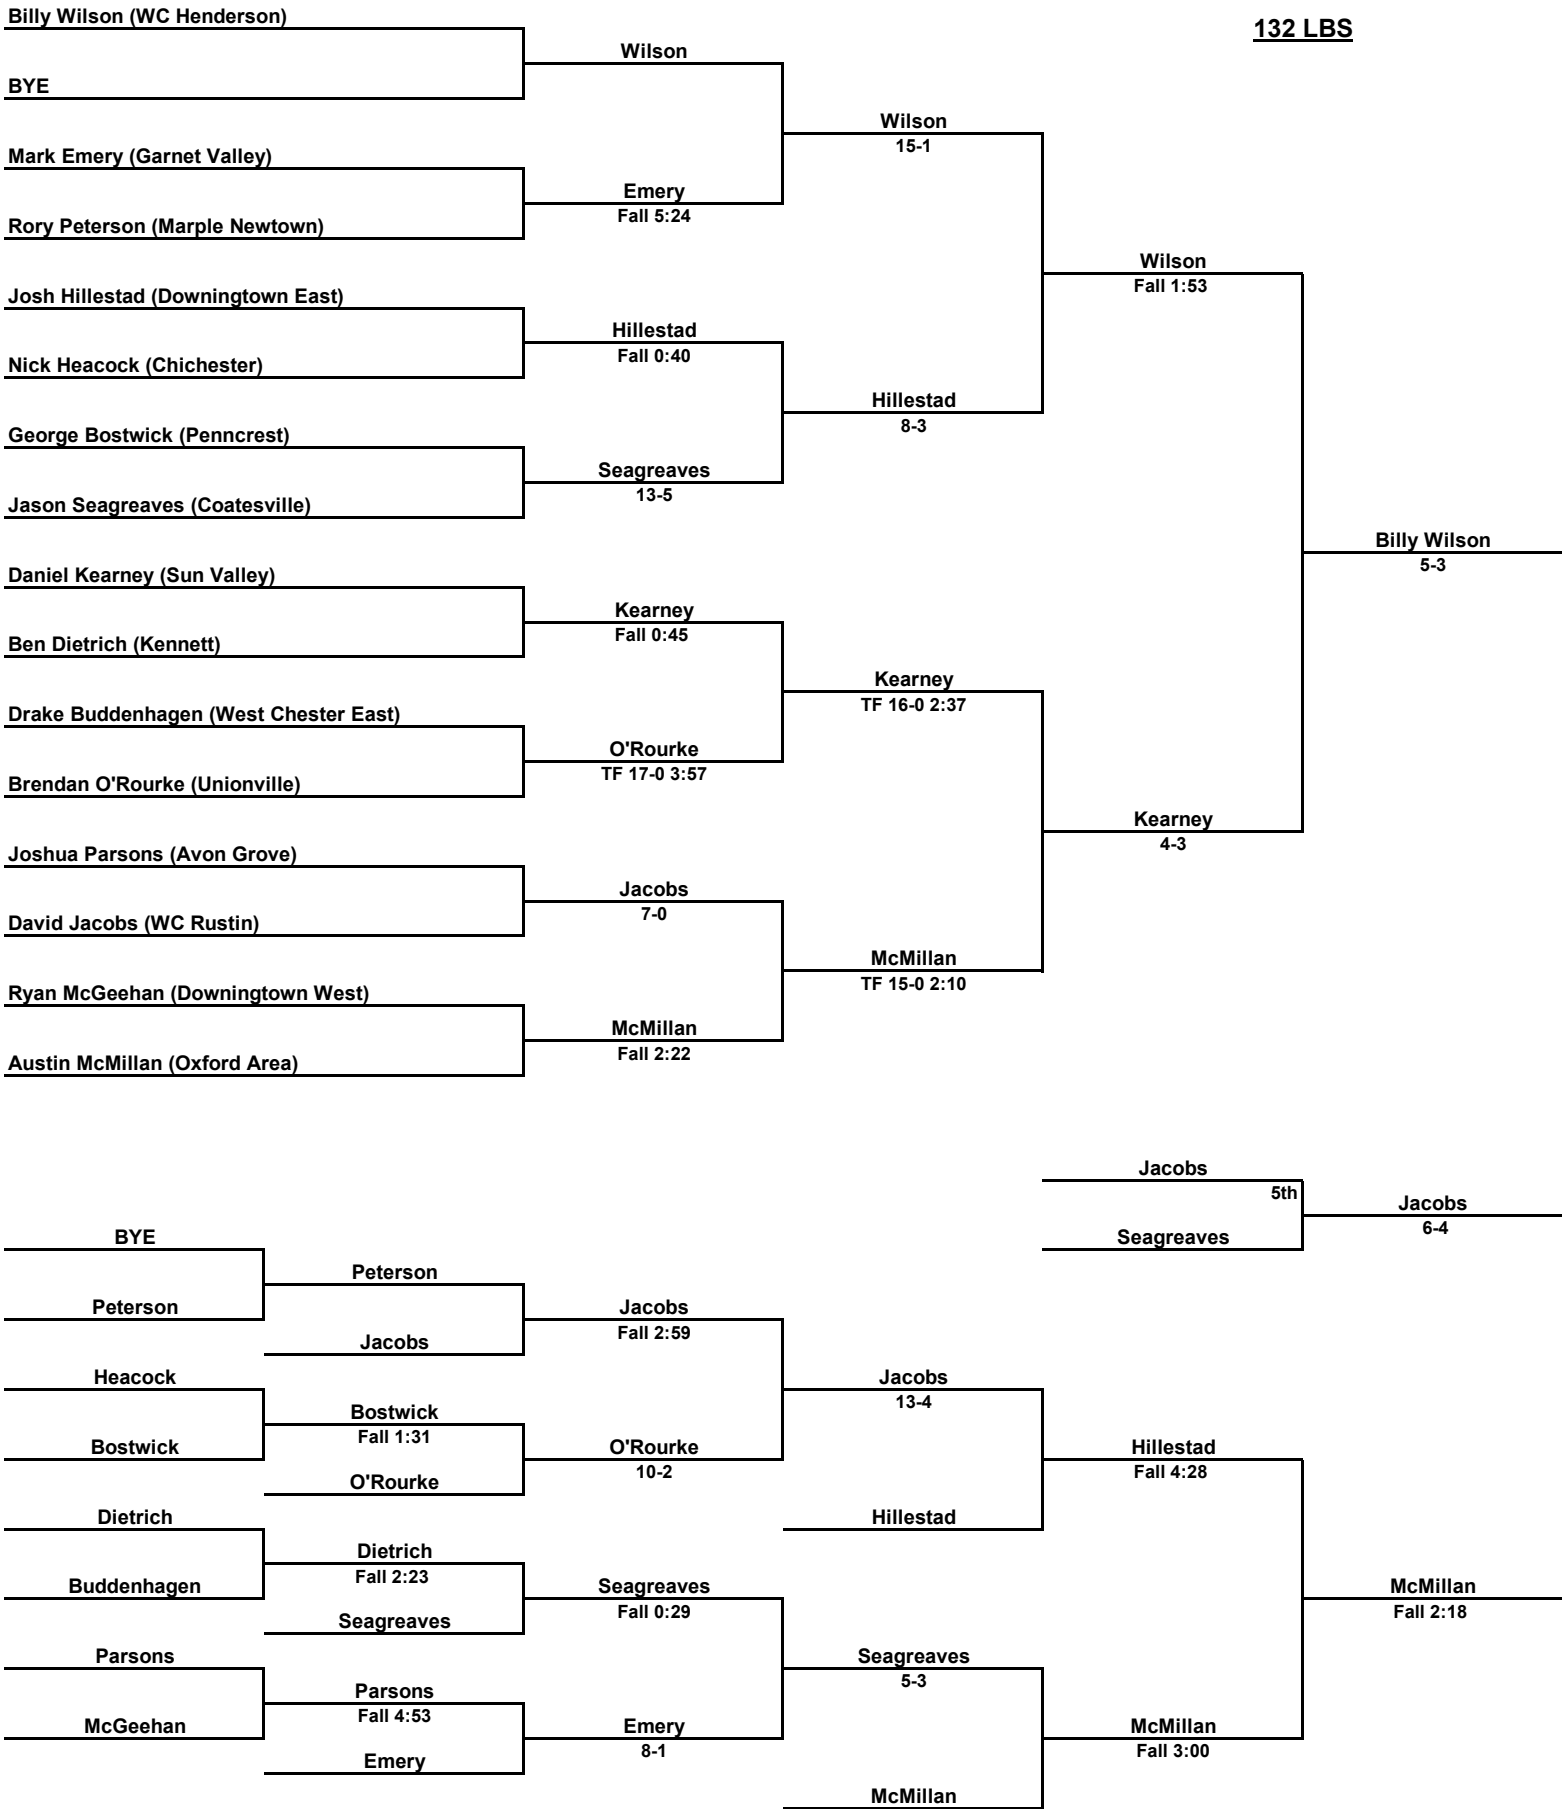 132 LBS
Billy Wilson (WC Henderson)
BYE
Mark Emery (Garnet Valley)
Rory Peterson (Marple Newtown)
Josh Hillestad (Downingtown East)
Nick Heacock (Chichester)
George Bostwick (Penncrest)
Jason Seagreaves (Coatesville)
Daniel Kearney (Sun Valley)
Ben Dietrich (Kennett)
Drake Buddenhagen (West Chester East)
Brendan O'Rourke (Unionville)
Joshua Parsons (Avon Grove)
David Jacobs (WC Rustin)
Ryan McGeehan (Downingtown West)
Austin McMillan (Oxford Area)
Wilson
Emery
Fall 5:24
Hillestad
Fall 0:40
Seagreaves
13-5
Kearney
Fall 0:45
O'Rourke
TF 17-0 3:57
Jacobs
7-0
McMillan
Fall 2:22
Wilson
15-1
Hillestad
8-3
Kearney
TF 16-0 2:37
McMillan
TF 15-0 2:10
Wilson
Fall 1:53
Kearney
4-3
Billy Wilson
5-3
Jacobs
5th
Seagreaves
Jacobs
6-4
BYE
Peterson
Heacock
Bostwick
Dietrich
Buddenhagen
Parsons
McGeehan
Peterson
Jacobs
Bostwick
Fall 1:31
O'Rourke
Dietrich
Fall 2:23
Seagreaves
Parsons
Fall 4:53
Emery
Jacobs
Fall 2:59
O'Rourke
10-2
Seagreaves
Fall 0:29
Emery
8-1
Jacobs
13-4
Hillestad
Seagreaves
5-3
McMillan
Hillestad
Fall 4:28
McMillan
Fall 3:00
McMillan
Fall 2:18